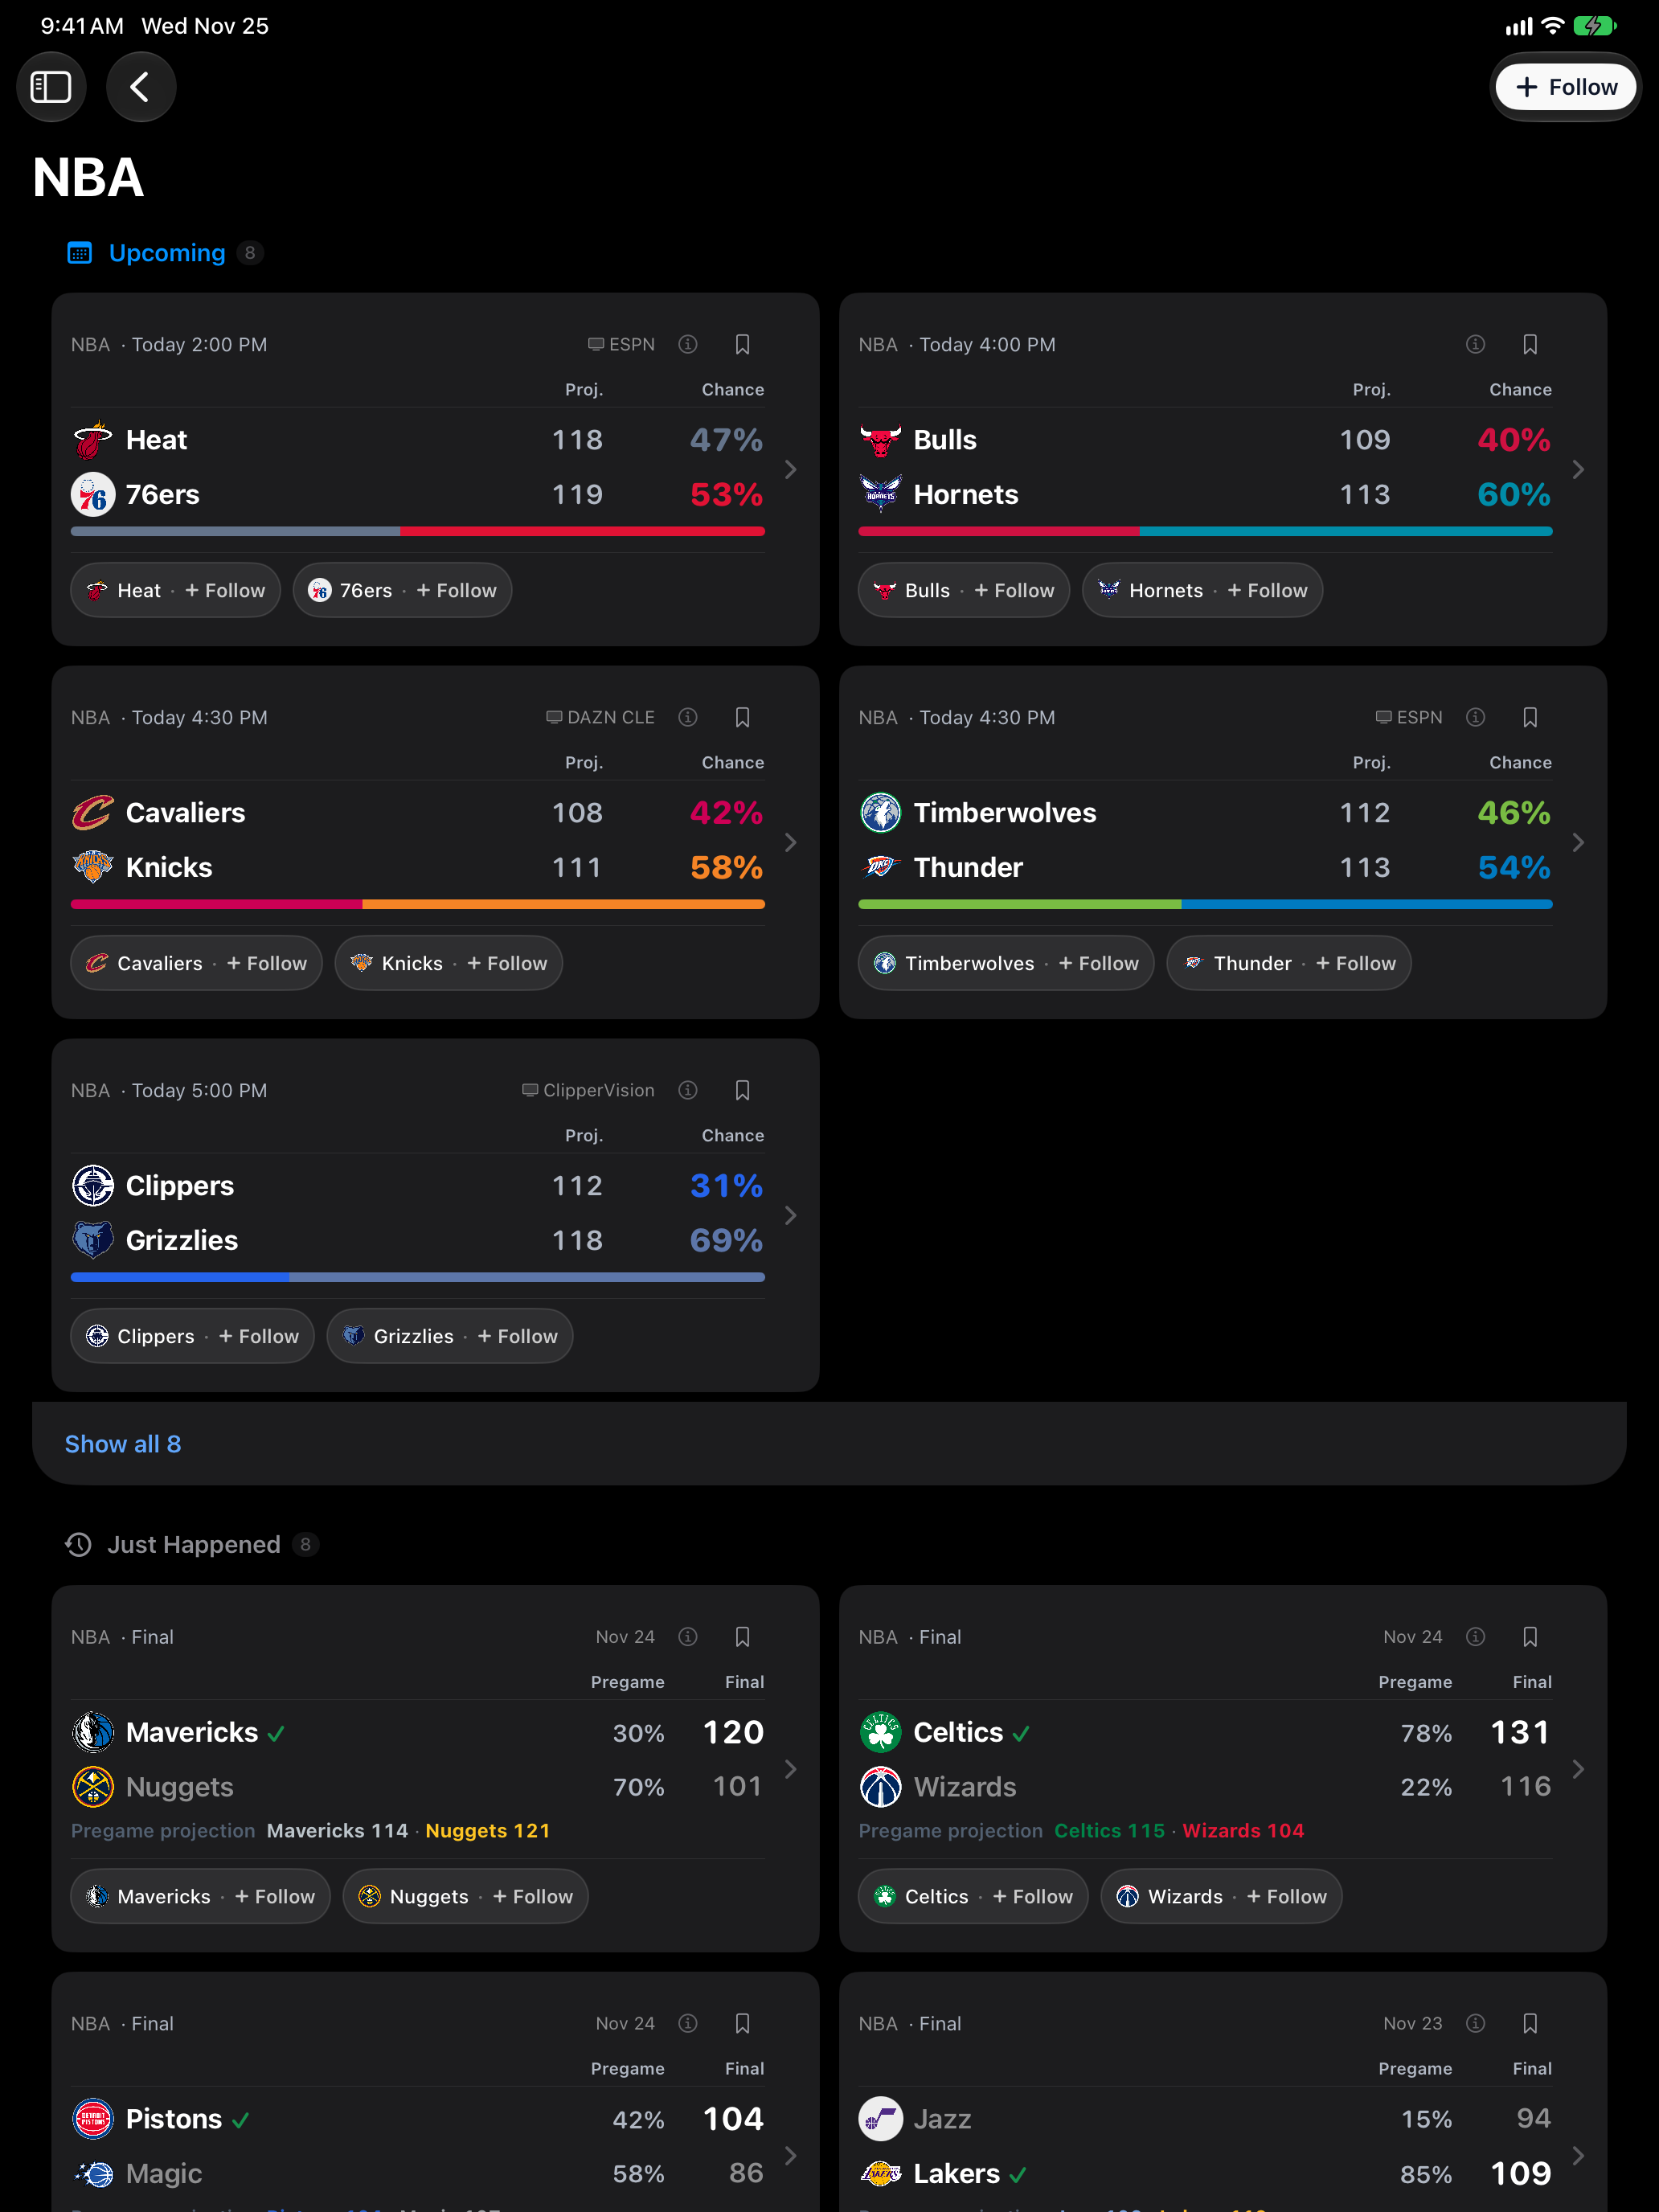 9:41 AM Wed Nov 25
+ Follow
NBA
Upcoming 8
NBA · Today 2:00 PM ESPN
Proj. Chance
Heat 118 47%
76ers 119 53%
Heat · + Follow 76ers · + Follow
NBA · Today 4:00 PM
Proj. Chance
Bulls 109 40%
Hornets 113 60%
Bulls · + Follow Hornets · + Follow
NBA · Today 4:30 PM DAZN CLE
Proj. Chance
Cavaliers 108 42%
Knicks 111 58%
Cavaliers · + Follow Knicks · + Follow
NBA · Today 4:30 PM ESPN
Proj. Chance
Timberwolves 112 46%
Thunder 113 54%
Timberwolves · + Follow Thunder · + Follow
NBA · Today 5:00 PM ClipperVision
Proj. Chance
Clippers 112 31%
Grizzlies 118 69%
Clippers · + Follow Grizzlies · + Follow
Show all 8
Just Happened 8
NBA · Final Nov 24
Pregame Final
Mavericks 30% 120
Nuggets 70% 101
Pregame projection Mavericks 114 · Nuggets 121
Mavericks · + Follow Nuggets · + Follow
NBA · Final Nov 24
Pregame Final
Celtics 78% 131
Wizards 22% 116
Pregame projection Celtics 115 · Wizards 104
Celtics · + Follow Wizards · + Follow
NBA · Final Nov 24
Pregame Final
Pistons 42% 104
Magic 58% 86
NBA · Final Nov 23
Pregame Final
Jazz 15% 94
Lakers 85% 109